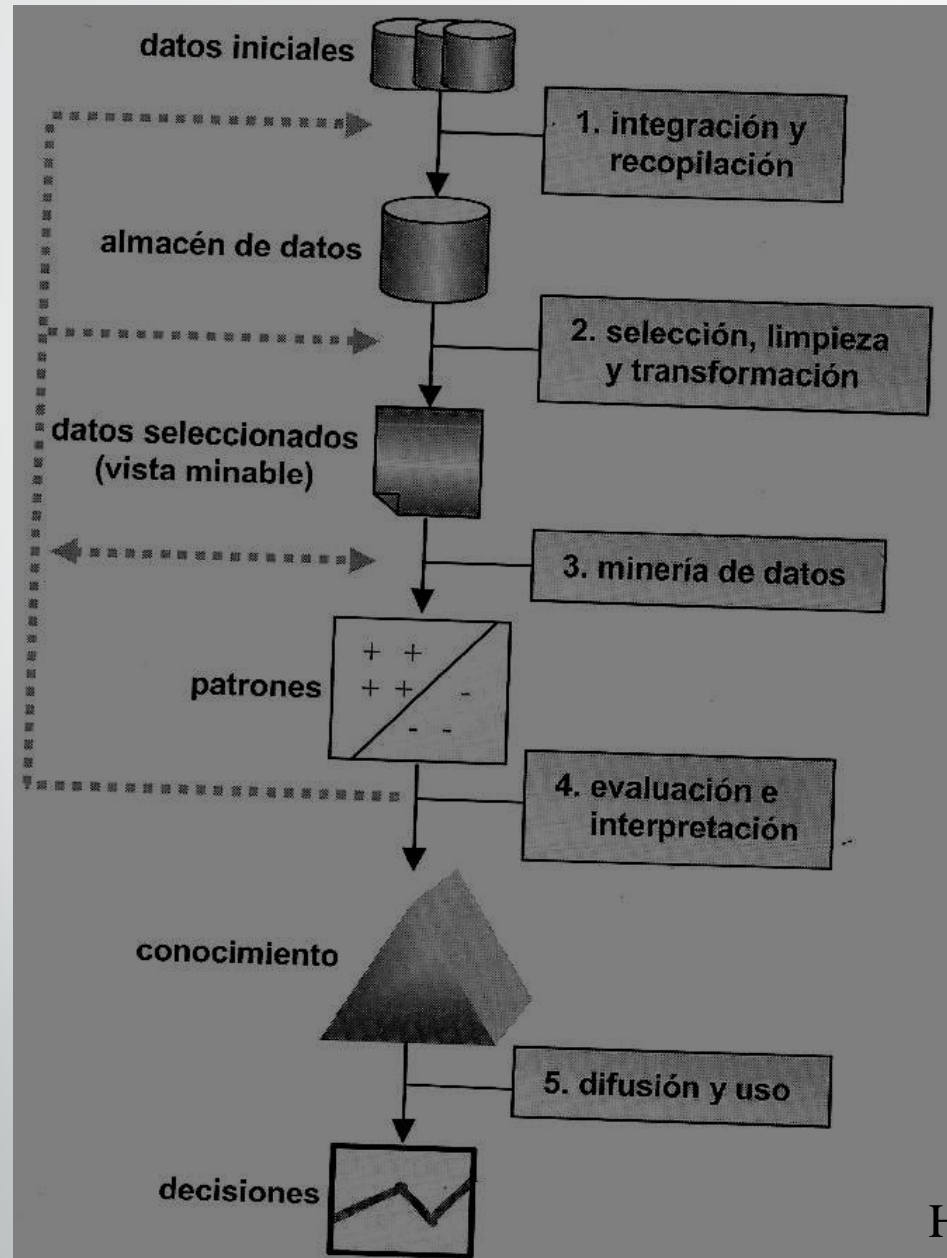 datos iniciales
1. integración y
recopilación
almacén de datos
2. selección, limpieza
y transformación
datos seleccionados
(vista minable)
3. minería de datos
+ +
+ + -
- -
patrones
4. evaluación e
interpretación
conocimiento
5. difusión y uso
decisiones
H